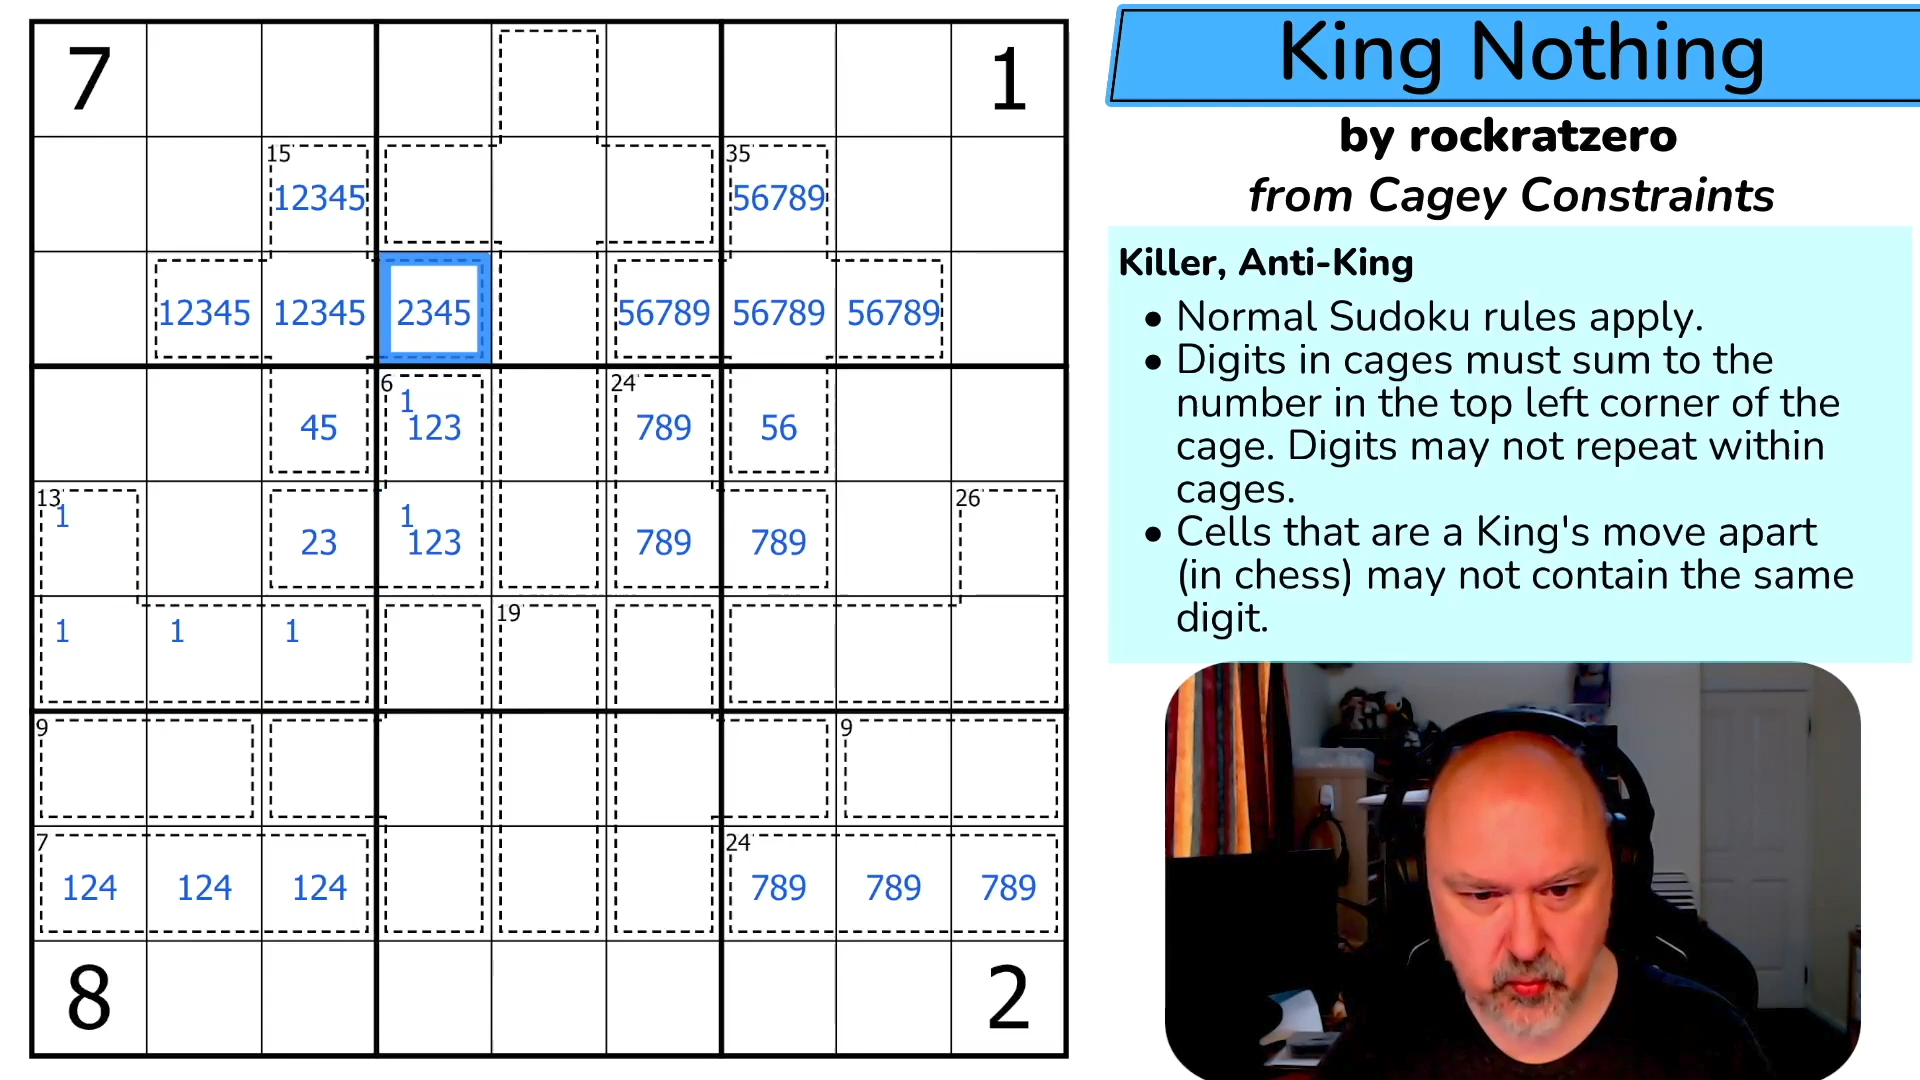 7 1
15 35
12345 56789
12345 12345 2345 56789 56789 56789
6 24
1
45 123 789 56
13 26
1 1
23 123 789 789
19
1 1 1
9 9
7 24
124 124 124 789 789 789
8 2
King Nothing
by rockratzero
from Cagey Constraints
Killer, Anti-King
• Normal Sudoku rules apply.
• Digits in cages must sum to the
number in the top left corner of the
cage. Digits may not repeat within
cages.
• Cells that are a King's move apart
(in chess) may not contain the same
digit.